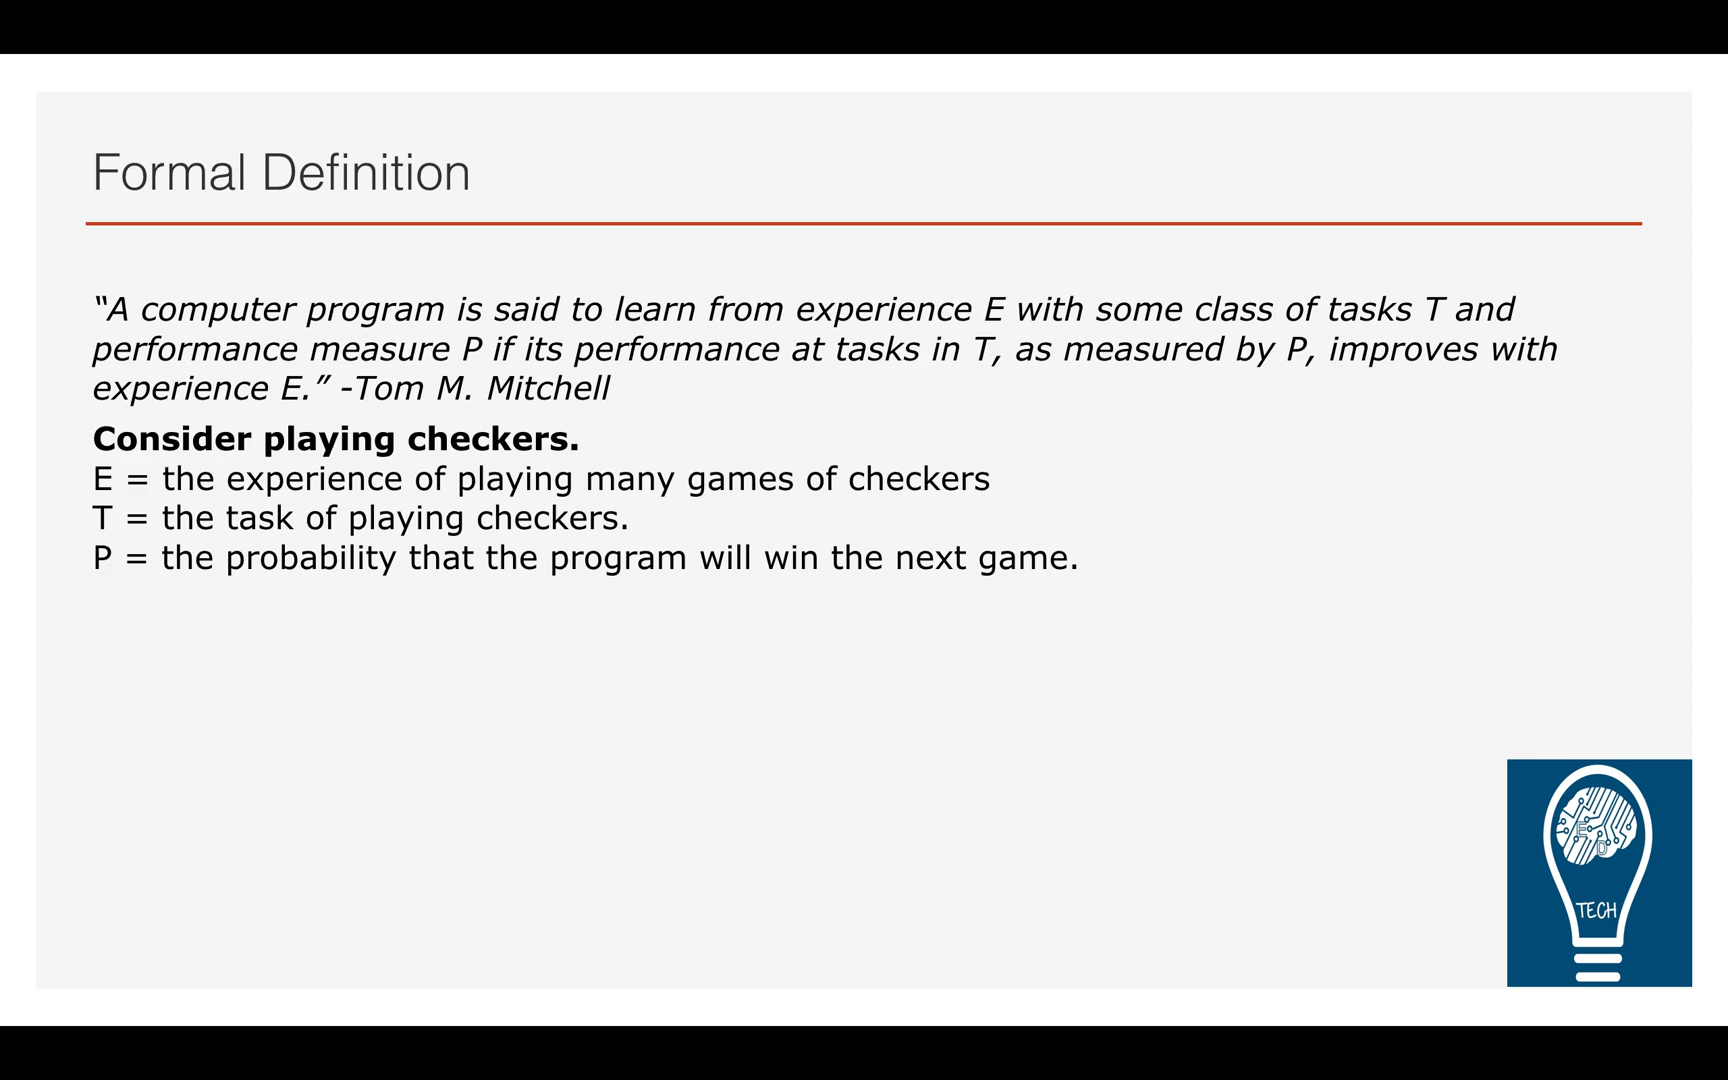 Formal Definition
“A computer program is said to learn from experience E with some class of tasks T and
performance measure P if its performance at tasks in T, as measured by P, improves with
experience E.” -Tom M. Mitchell
Consider playing checkers.
E = the experience of playing many games of checkers
T = the task of playing checkers.
P = the probability that the program will win the next game.
E
D
TECH